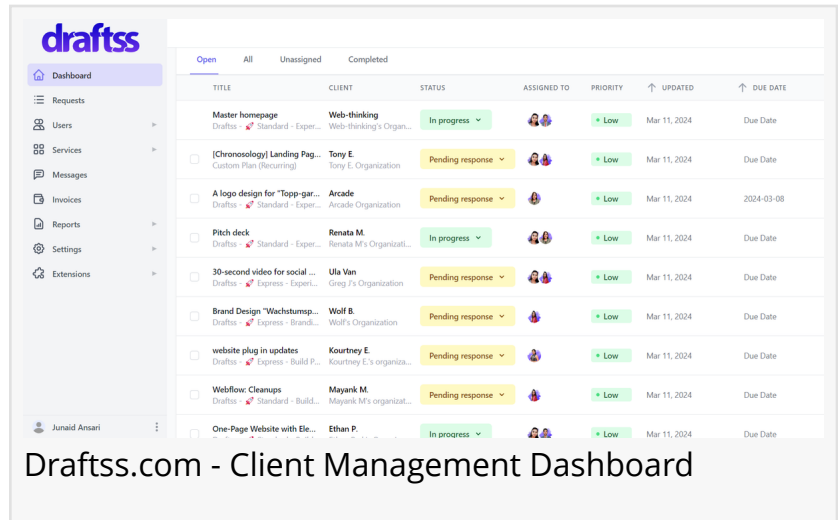 draftss
Dashboard
Requests
Users
Services
Messages
Invoices
Reports
Settings
Extensions
Junaid Ansari
Open All Unassigned Completed
TITLE CLIENT STATUS ASSIGNED TO PRIORITY UPDATED DUE DATE
Master homepage Web-thinking In progress Low Mar 11, 2024 Due Date
Draftss - 🚀 Standard - Exper... Web-thinking's Organ...
[Chronosology] Landing Pag... Tony E. Pending response Low Mar 11, 2024 Due Date
Custom Plan (Recurring) Tony E. Organization
A logo design for "Topp-gar... Arcade Pending response Low Mar 11, 2024 2024-03-08
Draftss - 🚀 Standard - Exper... Arcade Organization
Pitch deck Renata M. In progress Low Mar 11, 2024 Due Date
Draftss - 🚀 Standard - Exper... Renata M's Organizati...
30-second video for social ... Ula Van Pending response Low Mar 11, 2024 Due Date
Draftss - 🚀 Express - Experi... Greg J's Organization
Brand Design "Wachstumsp... Wolf B. Pending response Low Mar 11, 2024 Due Date
Draftss - 🚀 Express - Brandi... Wolf's Organization
website plug in updates Kourtney E. Pending response Low Mar 11, 2024 Due Date
Draftss - 🚀 Express - Build P... Kourtney E.'s organiza...
Webflow: Cleanups Mayank M. Pending response Low Mar 11, 2024 Due Date
Draftss - 🚀 Standard - Build... Mayank M's organizat...
One-Page Website with Ele... Ethan P. In progress Low Mar 11, 2024 Due Date
Draftss.com - Client Management Dashboard